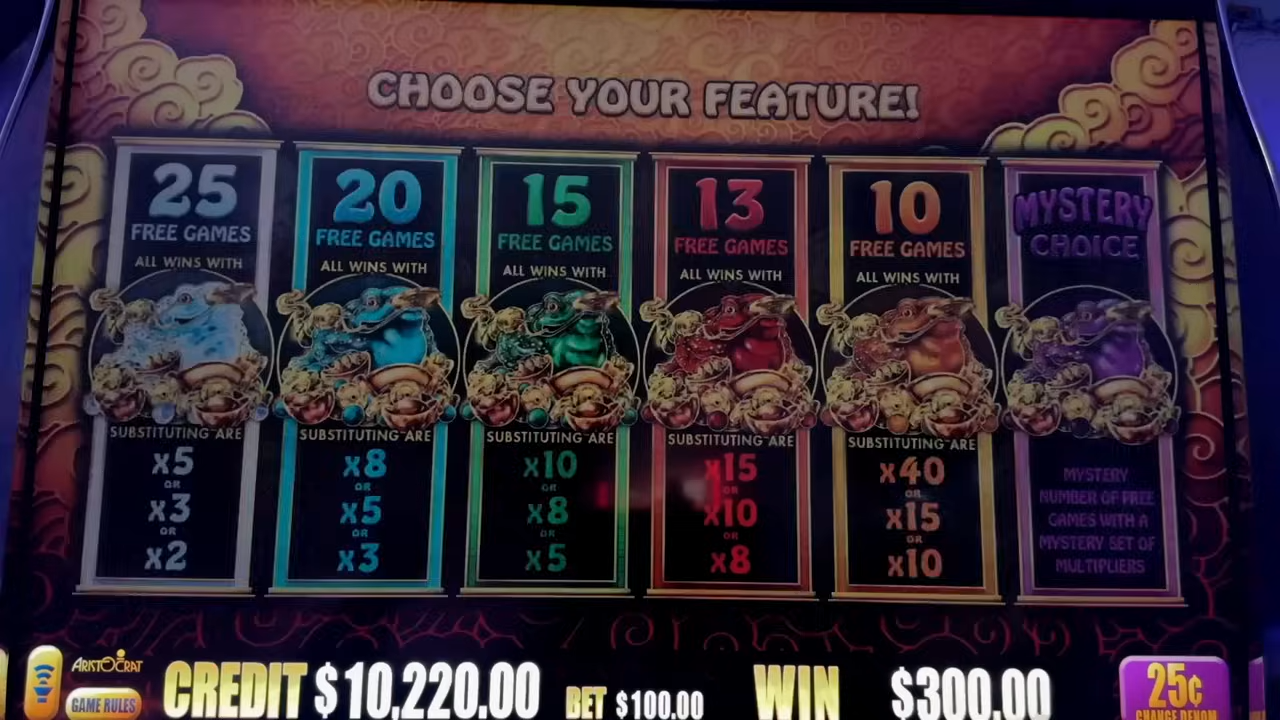 CHOOSE YOUR FEATURE!
25
FREE GAMES
ALL WINS WITH
SUBSTITUTING ARE
x5
OR
x3
OR
x2
20
FREE GAMES
ALL WINS WITH
SUBSTITUTING ARE
x8
OR
x5
OR
x3
15
FREE GAMES
ALL WINS WITH
SUBSTITUTING ARE
x10
OR
x8
OR
x5
13
FREE GAMES
ALL WINS WITH
SUBSTITUTING ARE
x15
OR
x10
OR
x8
10
FREE GAMES
ALL WINS WITH
SUBSTITUTING ARE
x40
OR
x15
OR
x10
MYSTERY
CHOICE
MYSTERY
NUMBER OF FREE
GAMES WITH A
MYSTERY SET OF
MULTIPLIERS
ARISTOCRAT
GAME RULES
CREDIT $10,220.00
BET $100.00
WIN $300.00
25¢
CHANGE DENOM